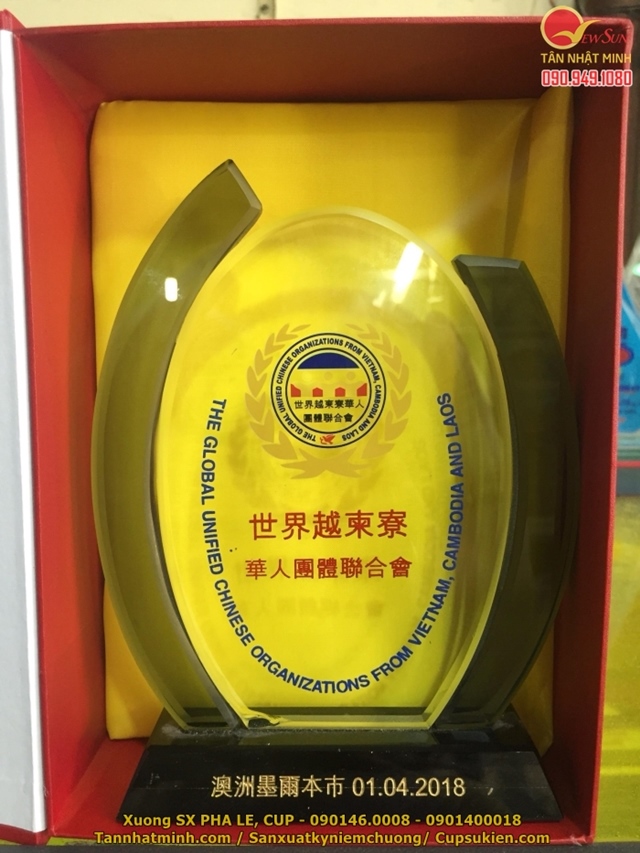 NEWSUN
TÂN NHẬT MINH
090.949.1080
THE GLOBAL UNIFIED CHINESE ORGANIZATIONS FROM VIETNAM, CAMBODIA AND LAOS
世界越柬寮華人
團體聯合會
世界越柬寮
華人團體聯合會
THE GLOBAL UNIFIED CHINESE ORGANIZATIONS FROM VIETNAM, CAMBODIA AND LAOS
澳洲墨爾本市 01.04.2018
Xuong SX PHA LE, CUP - 090146.0008 - 0901400018
Tannhatminh.com / Sanxuatkyniemchuong/ Cupsukien.com